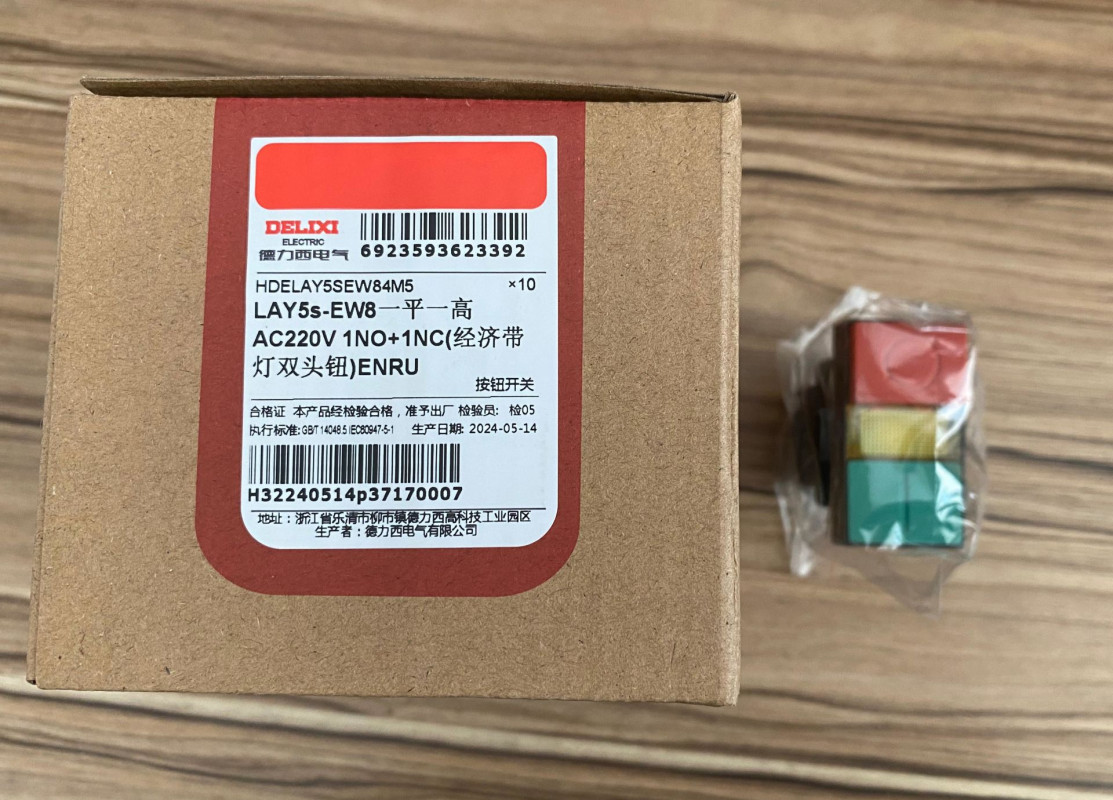 DELIXI
ELECTRIC
德力西电气
6923593623392
HDELAY5SEW84M5 ×10
LAY5s-EW8一平一高
AC220V 1NO+1NC(经济带
灯双头钮)ENRU
按钮开关
合格证 本产品经检验合格，准予出厂 检验员: 检05
执行标准: GB/T 14048.5 IEC60947-5-1 生产日期: 2024-05-14
H32240514p37170007
地址：浙江省乐清市柳市镇德力西高科技工业园区
生产者：德力西电气有限公司